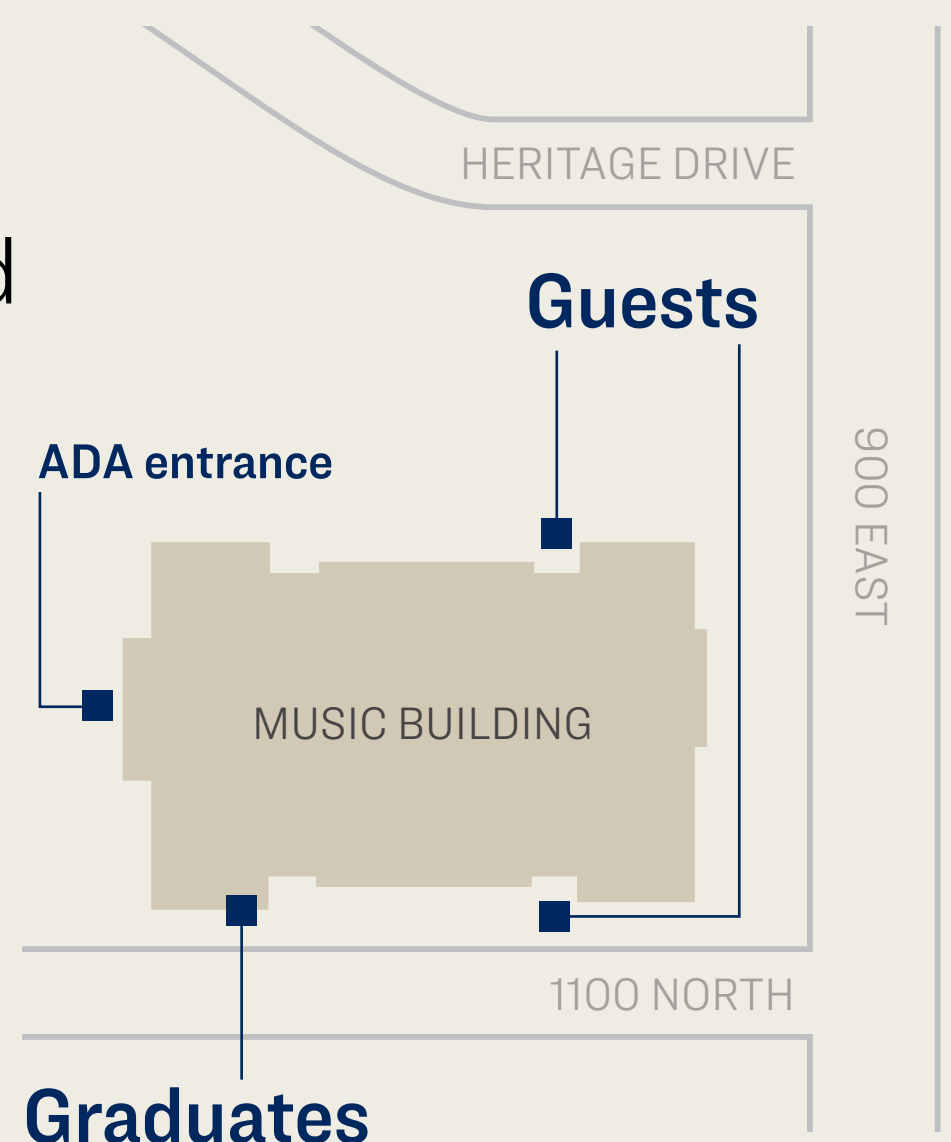 HERITAGE DRIVE
d
Guests
900 EAST
ADA entrance
MUSIC BUILDING
1100 NORTH
Graduates